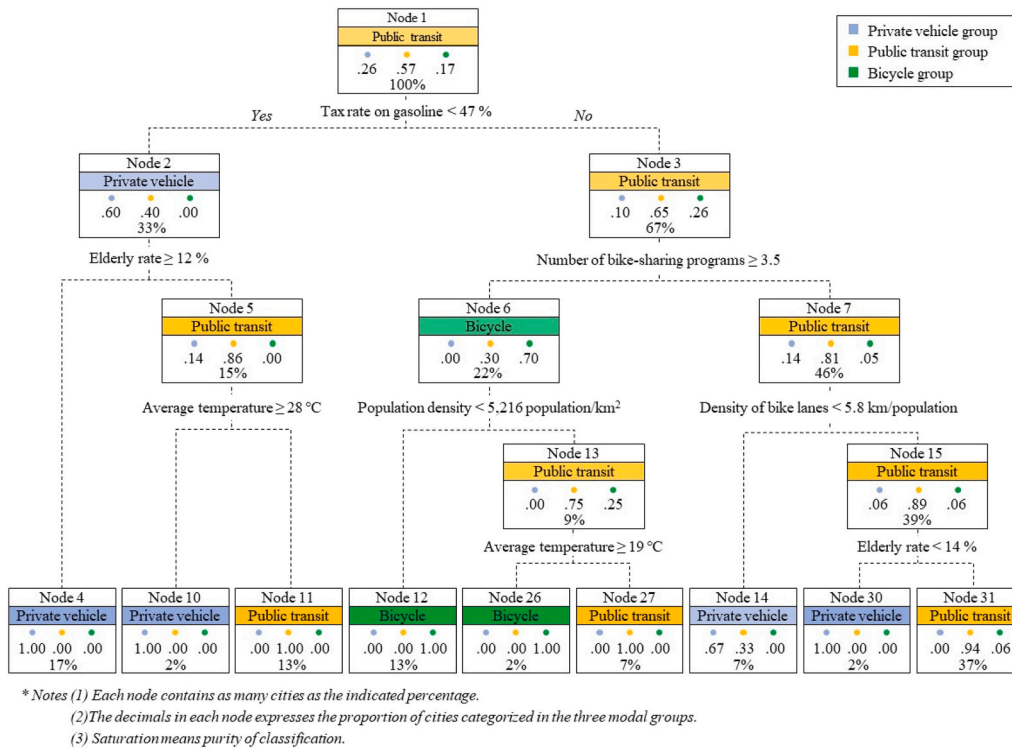 Node 1
Public transit
.26 .57 .17
100%
Private vehicle group
Public transit group
Bicycle group
Tax rate on gasoline < 47 %
Yes No
Node 2
Private vehicle
.60 .40 .00
33%
Node 3
Public transit
.10 .65 .26
67%
Elderly rate ≥ 12 %
Number of bike-sharing programs ≥ 3.5
Node 5
Public transit
.14 .86 .00
15%
Node 6
Bicycle
.00 .30 .70
22%
Node 7
Public transit
.14 .81 .05
46%
Average temperature ≥ 28 °C
Population density < 5,216 population/km²
Density of bike lanes < 5.8 km/population
Node 13
Public transit
.00 .75 .25
9%
Node 15
Public transit
.06 .89 .06
39%
Average temperature ≥ 19 °C
Elderly rate < 14 %
Node 4
Private vehicle
1.00 .00 .00
17%
Node 10
Private vehicle
1.00 .00 .00
2%
Node 11
Public transit
.00 1.00 .00
13%
Node 12
Bicycle
.00 .00 1.00
13%
Node 26
Bicycle
.00 .00 1.00
2%
Node 27
Public transit
.00 1.00 .00
7%
Node 14
Private vehicle
.67 .33 .00
7%
Node 30
Private vehicle
1.00 .00 .00
2%
Node 31
Public transit
.00 .94 .06
37%
* Notes (1) Each node contains as many cities as the indicated percentage.
(2)The decimals in each node expresses the proportion of cities categorized in the three modal groups.
(3) Saturation means purity of classification.